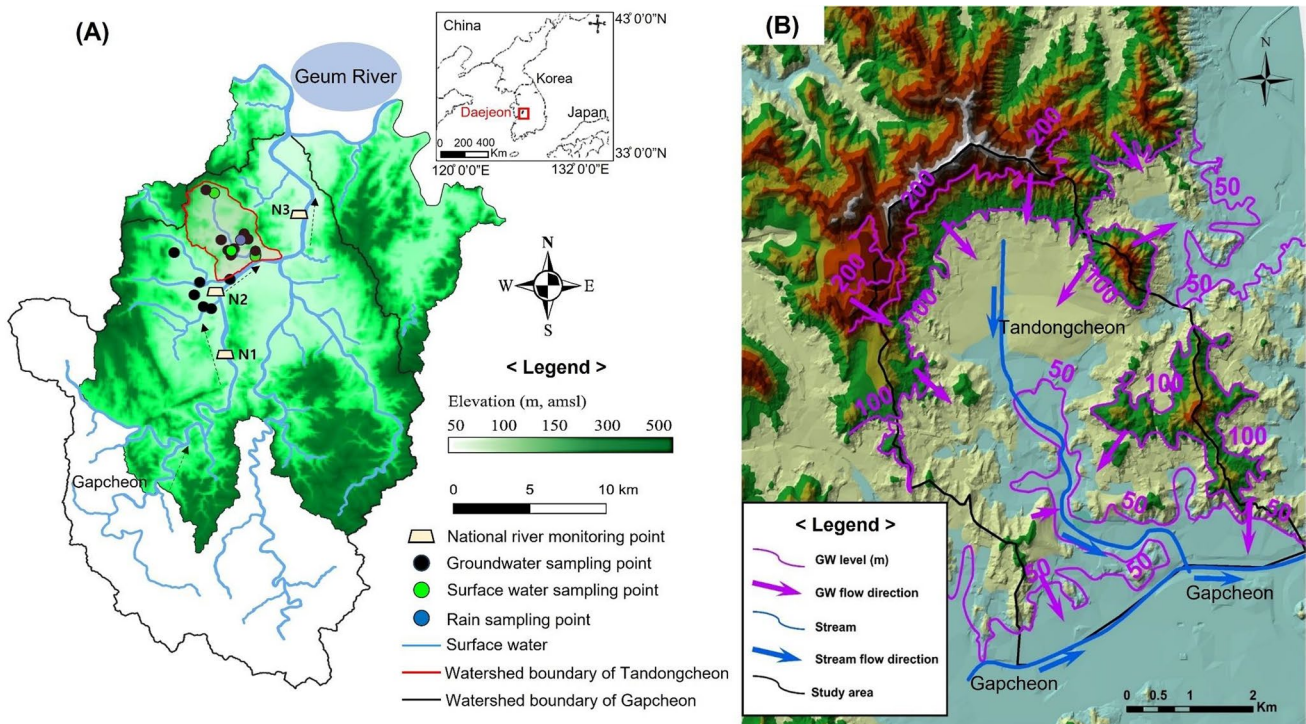 (A)
Geum River
China
43°0'0"N
Korea
Daejeon
Japan
0 200 400
Km
33°0'0"N
120°0'0"E
132°0'0"E
N3
N2
N1
Gapcheon
N
W
E
S
< Legend >
Elevation (m, amsl)
50 100 150 300 500
0 5 10 km
National river monitoring point
Groundwater sampling point
Surface water sampling point
Rain sampling point
Surface water
Watershed boundary of Tandongcheon
Watershed boundary of Gapcheon
(B)
N
200
200
50
200
100
100
50
Tandongcheon
50
100
100
100
50
50
50
50
Gapcheon
Gapcheon
< Legend >
GW level (m)
GW flow direction
Stream
Stream flow direction
Study area
0 0.5 1 2
Km